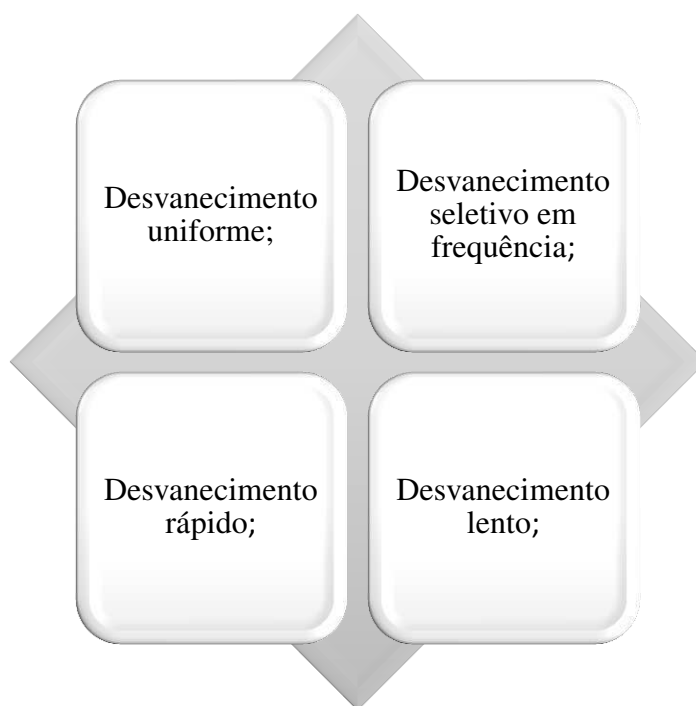 Desvanecimento
uniforme;
Desvanecimento
seletivo em
frequência;
Desvanecimento
rápido;
Desvanecimento
lento;